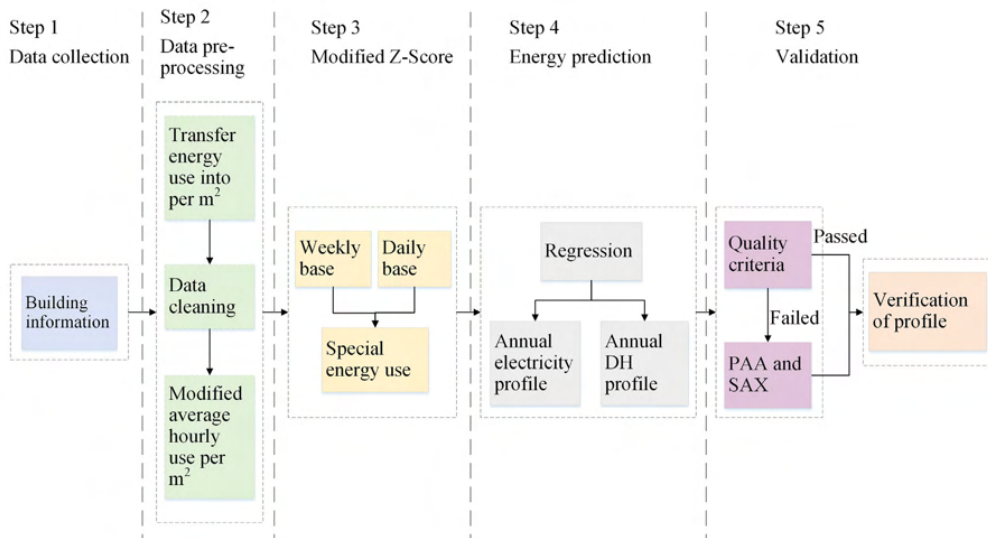 Step 1
Data collection
Step 2
Data pre-
processing
Step 3
Modified Z-Score
Step 4
Energy prediction
Step 5
Validation
Building
information
Transfer
energy
use into
per m²
Data
cleaning
Modified
average
hourly
use per
m²
Weekly
base
Daily
base
Special
energy use
Regression
Annual
electricity
profile
Annual
DH
profile
Quality
criteria
Passed
Failed
PAA and
SAX
Verification
of profile